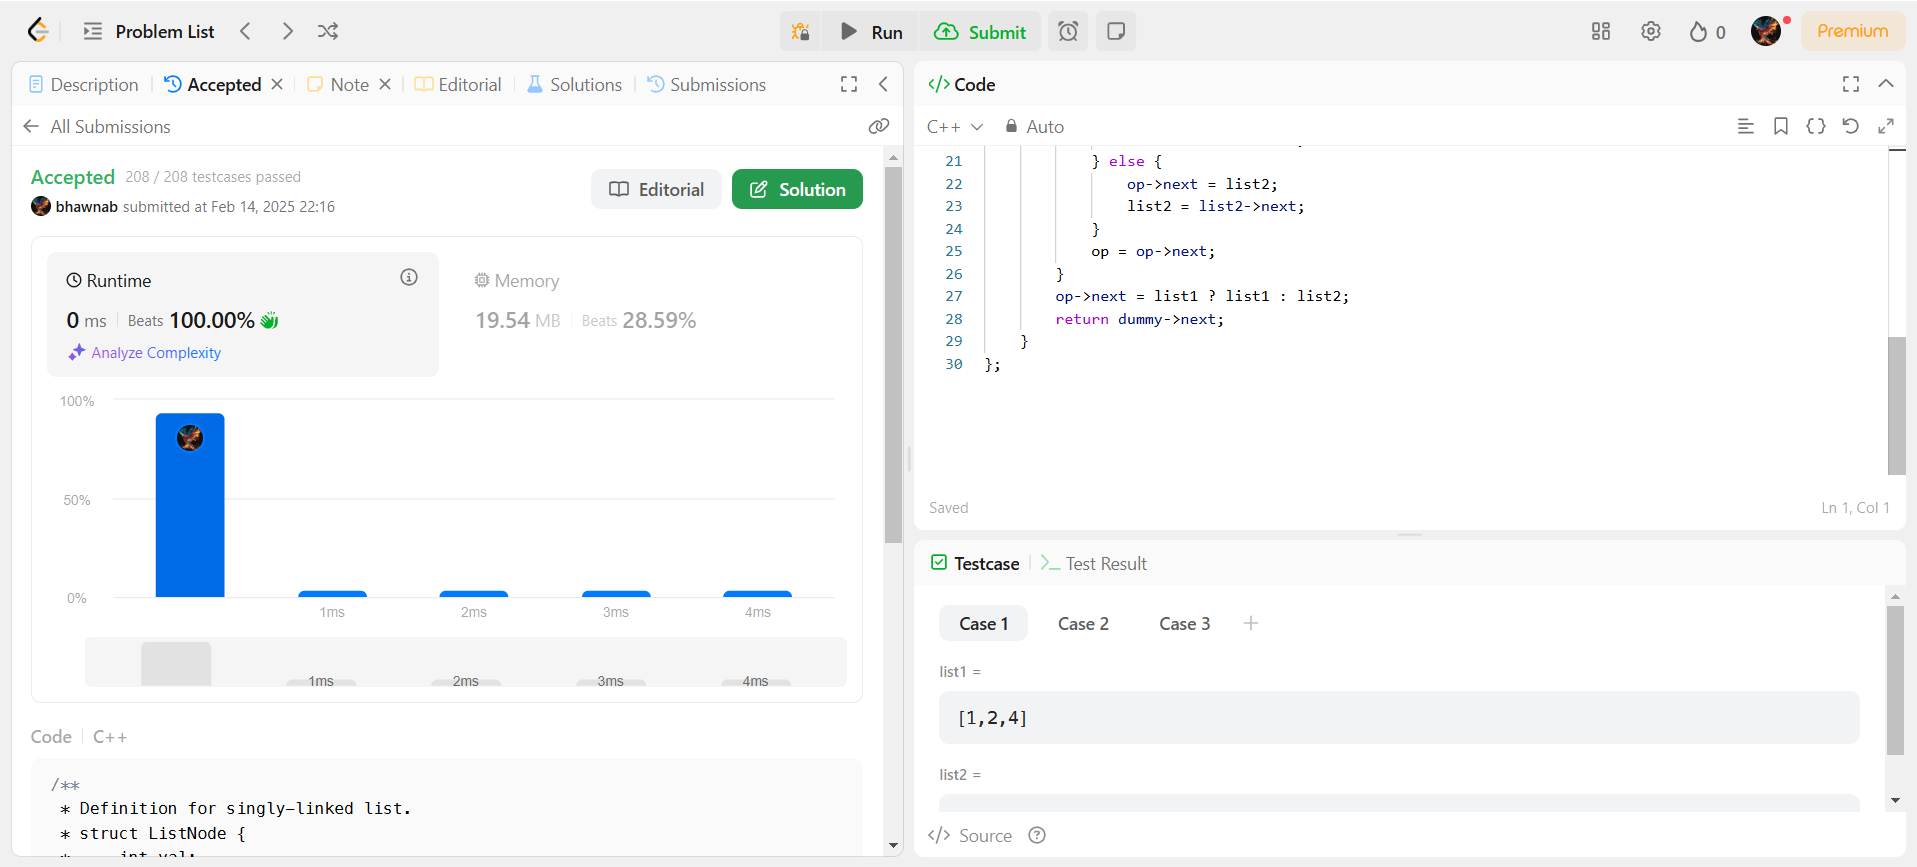 Problem List
Run
Submit
0
Premium
Description
Accepted
Note
Editorial
Solutions
Submissions
All Submissions
Accepted 208 / 208 testcases passed
bhawnab submitted at Feb 14, 2025 22:16
Editorial
Solution
Runtime
0 ms Beats 100.00%
Analyze Complexity
Memory
19.54 MB Beats 28.59%
100%
50%
0%
1ms 2ms 3ms 4ms
1ms 2ms 3ms 4ms
Code C++
/**
* Definition for singly-linked list.
* struct ListNode {
* int val;
</> Code
C++ Auto
21 } else {
22 op->next = list2;
23 list2 = list2->next;
24 }
25 op = op->next;
26 }
27 op->next = list1 ? list1 : list2;
28 return dummy->next;
29 }
30 };
Saved
Ln 1, Col 1
Testcase
>_ Test Result
Case 1 Case 2 Case 3 +
list1 =
[1,2,4]
list2 =
</> Source